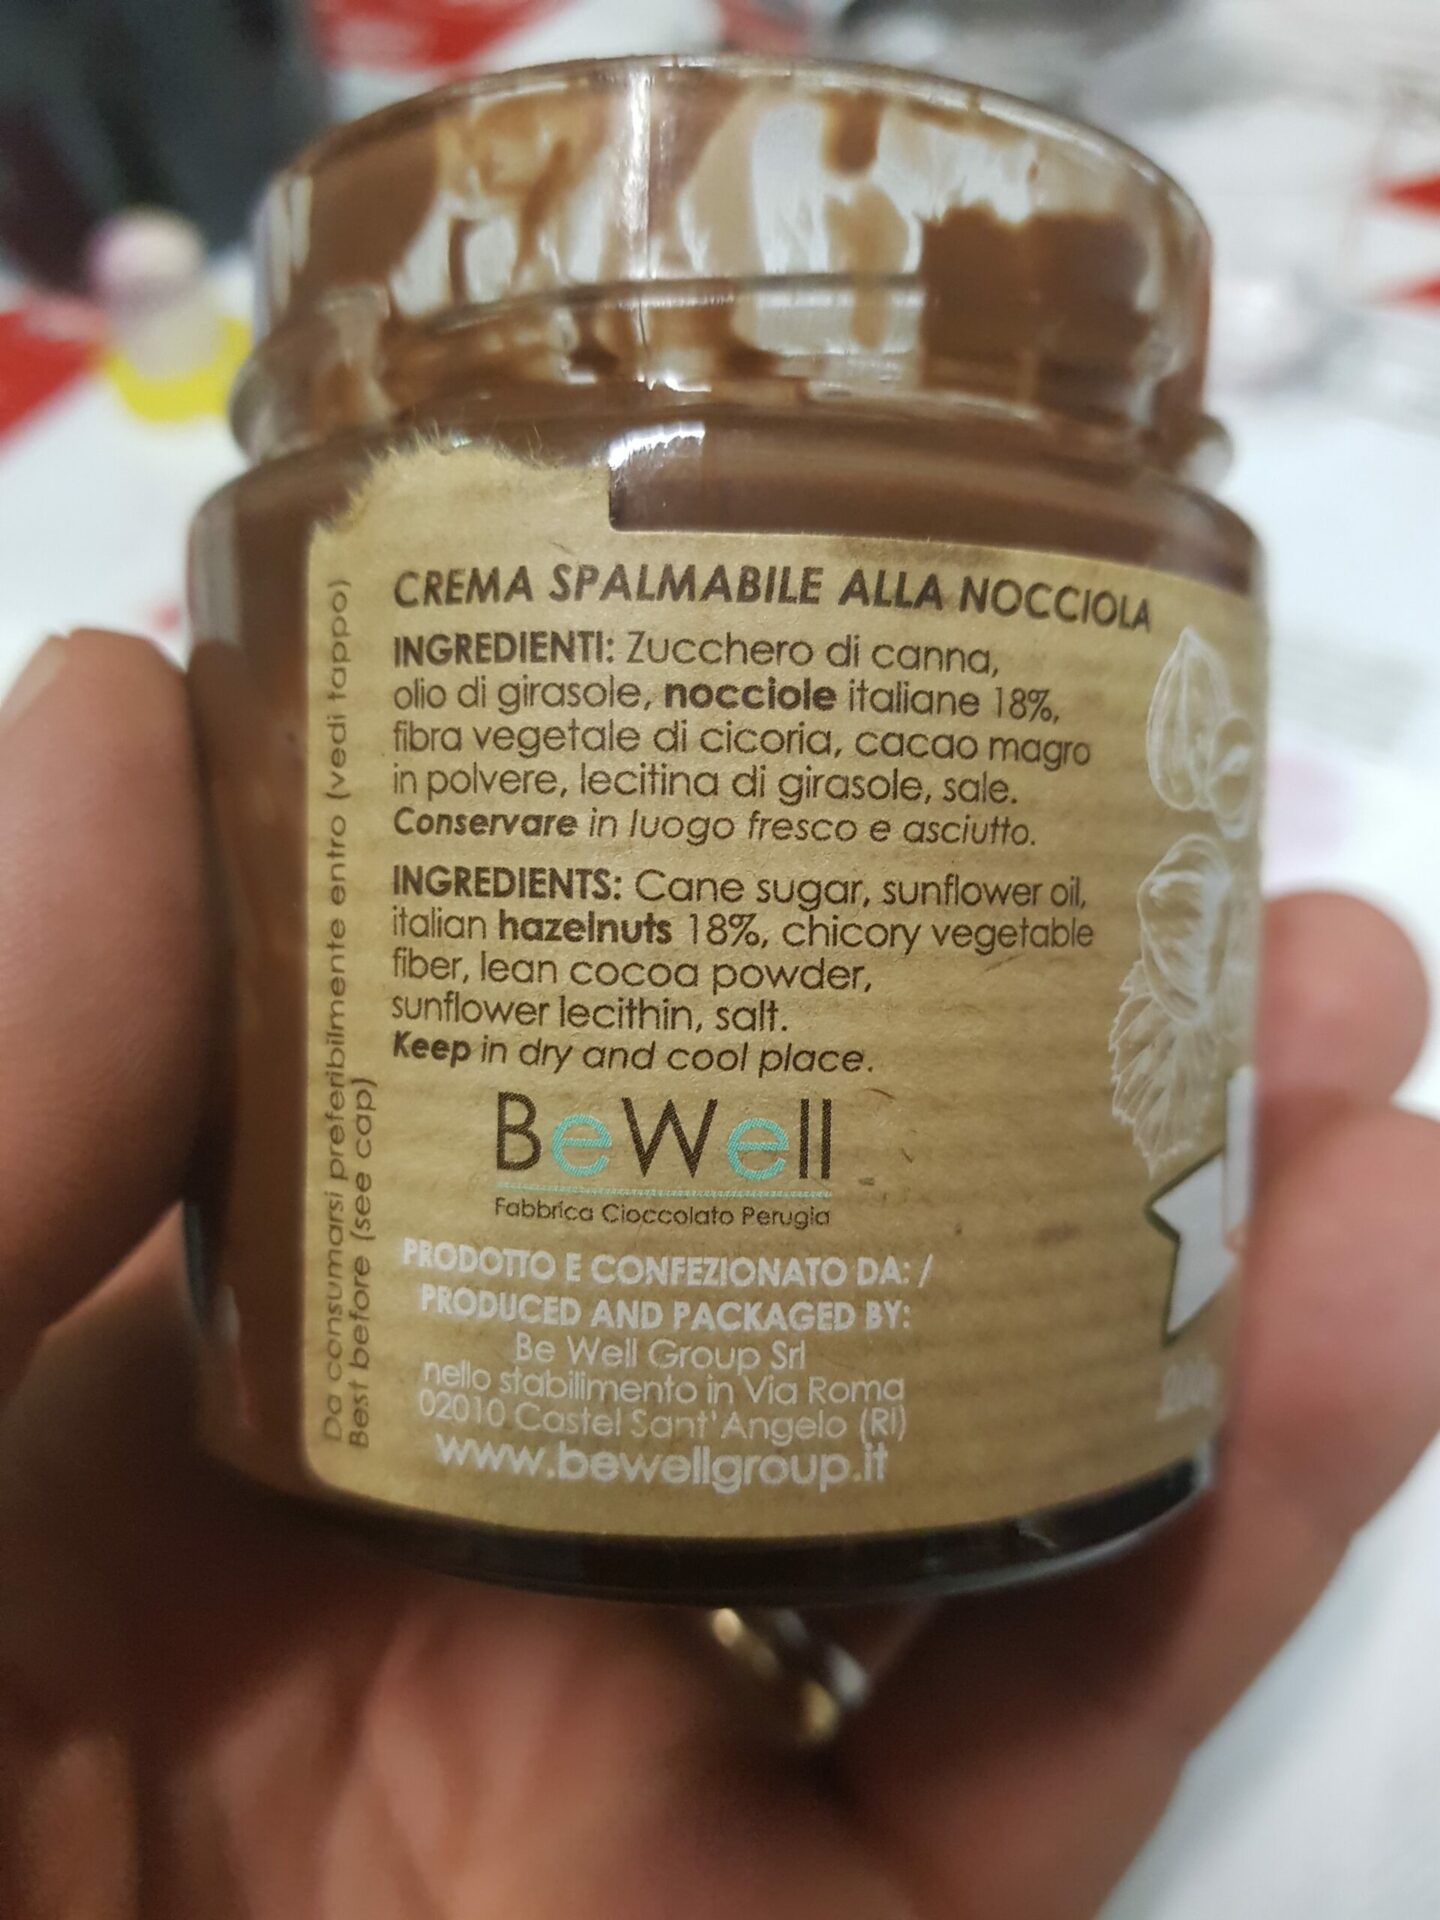 CREMA SPALMABILE ALLA NOCCIOLA
INGREDIENTI: Zucchero di canna,
olio di girasole, nocciole italiane 18%,
fibra vegetale di cicoria, cacao magro
in polvere, lecitina di girasole, sale.
Conservare in luogo fresco e asciutto.
INGREDIENTS: Cane sugar, sunflower oil,
italian hazelnuts 18%, chicory vegetable
fiber, lean cocoa powder,
sunflower lecithin, salt.
Keep in dry and cool place.
BeWell
Fabbrica Cioccolato Perugia
PRODOTTO E CONFEZIONATO DA: /
PRODUCED AND PACKAGED BY:
Be Well Group Srl
nello stabilimento in Via Roma
02010 Castel Sant'Angelo (RI)
www.bewellgroup.it
Da consumarsi preferibilmente entro (vedi tappo)
Best before (see cap)